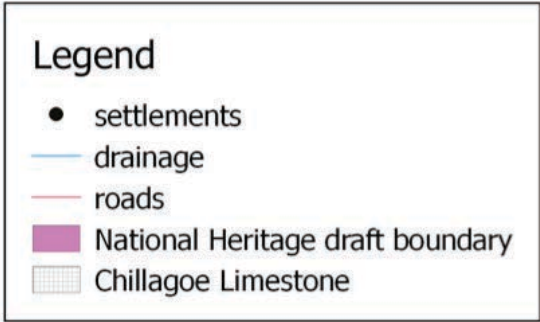 Legend
settlements
drainage
roads
National Heritage draft boundary
Chillagoe Limestone